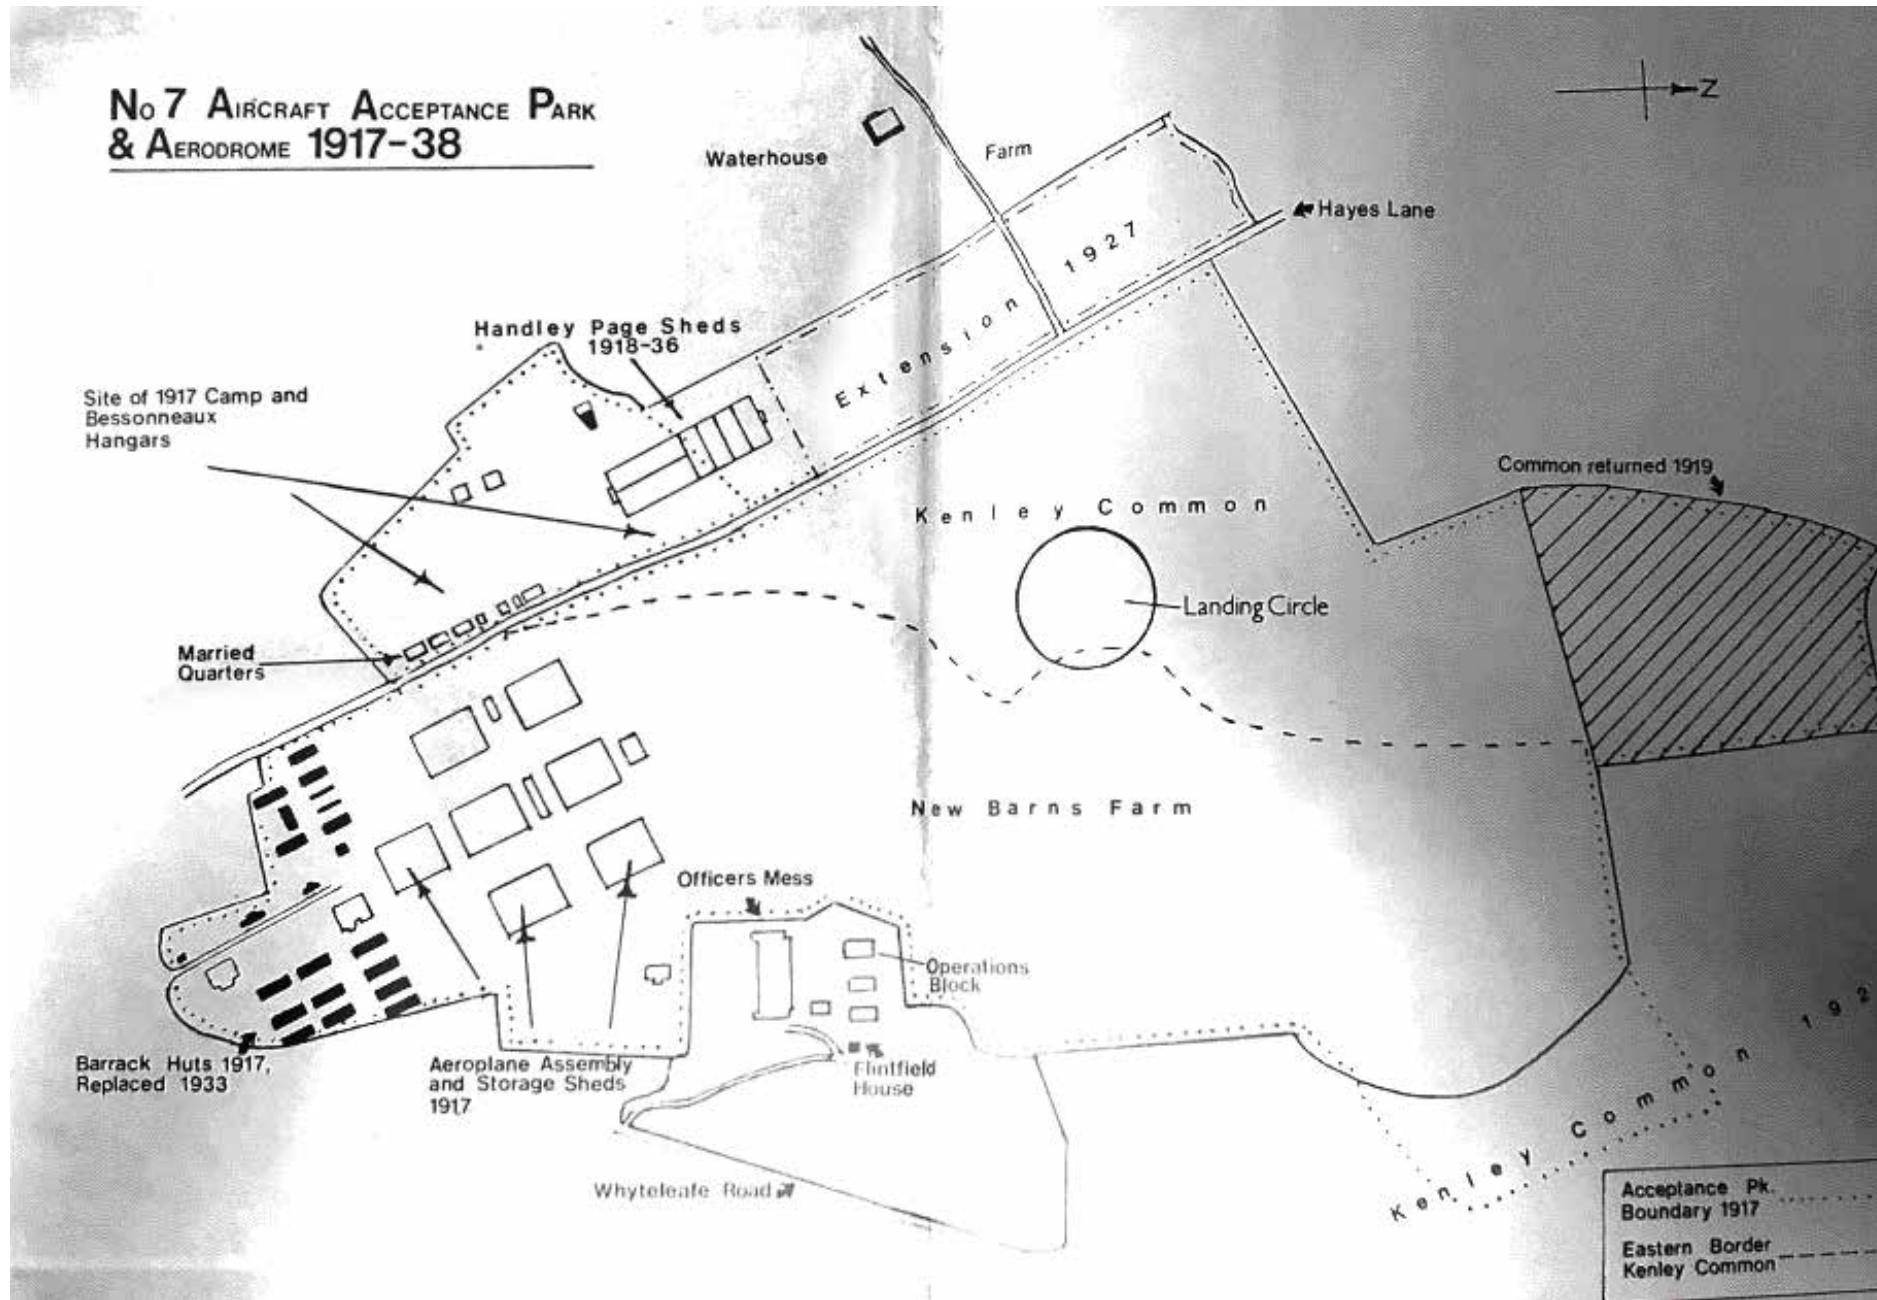 No 7 Aircraft Acceptance Park
& Aerodrome 1917-38
Z
Waterhouse
Farm
Hayes Lane
Extension 1927
Handley Page Sheds
1918-36
Site of 1917 Camp and
Bessonneaux
Hangars
Common returned 1919
Kenley Common
Landing Circle
Married
Quarters
New Barns Farm
Officers Mess
Operations
Block
Barrack Huts 1917,
Replaced 1933
Aeroplane Assembly
and Storage Sheds
1917
Flintfield
House
Whyteleafe Road
Kenley Common 192
Acceptance Pk.
Boundary 1917
Eastern Border
Kenley Common